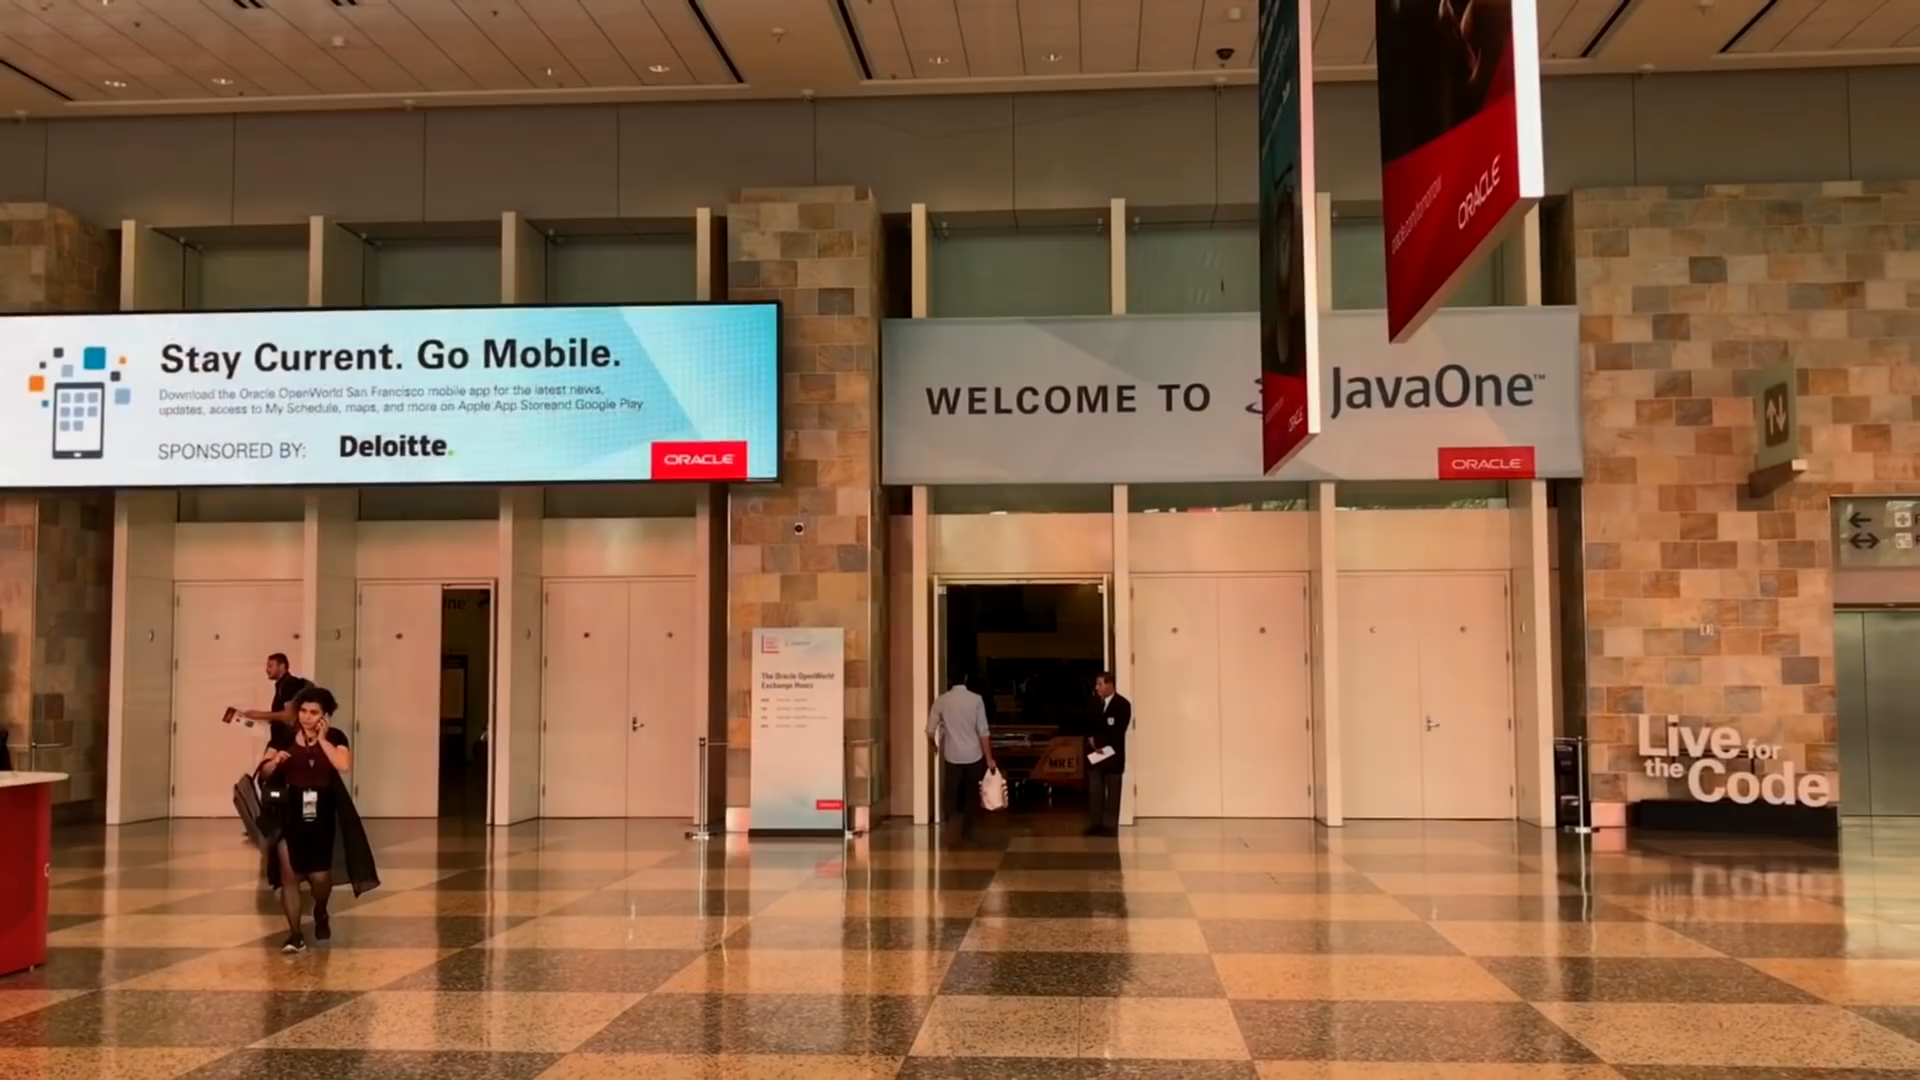 Stay Current. Go Mobile.
Download the Oracle OpenWorld San Francisco mobile app for the latest news,
updates, access to My Schedule, maps, and more on Apple App Storeand Google Play
SPONSORED BY: Deloitte.
ORACLE
WELCOME TO JavaOne™
ORACLE
ORACLE
ORACLE
The Oracle OpenWorld
Exchange Hours
Live for
the Code